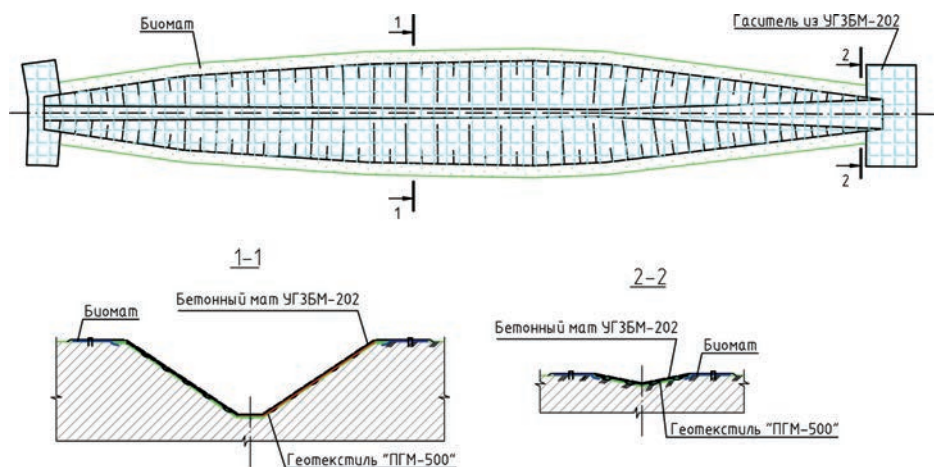 Биомат
1
Гаситель из УГЗБМ-202
2
1
2
1-1
2-2
Бетонный мат УГЗБМ-202
Биомат
Бетонный мат УГЗБМ-202
Биомат
Геотекстиль "ПГМ-500"
Геотекстиль "ПГМ-500"